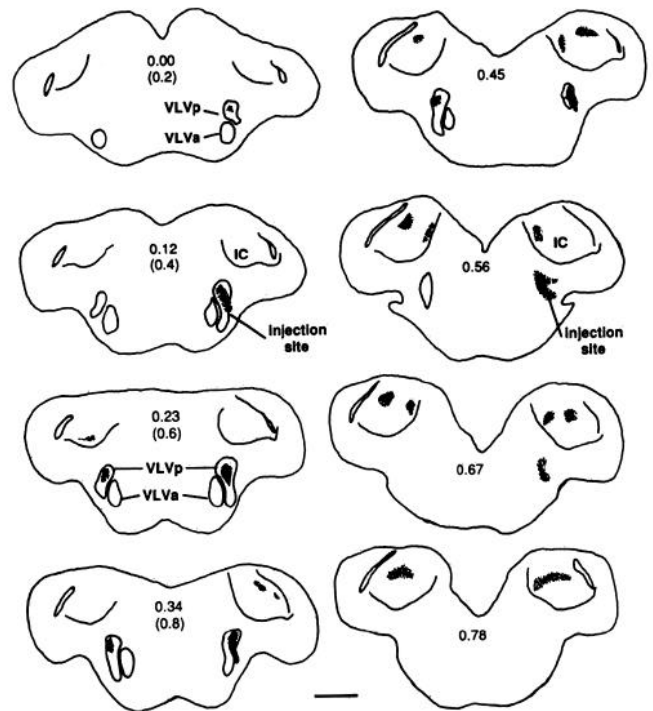 0.00
(0.2)
VLVp
VLVa
0.12
(0.4)
IC
Injection
site
0.23
(0.6)
VLVp
VLVa
0.34
(0.8)
0.45
0.56
IC
Injection
site
0.67
0.78